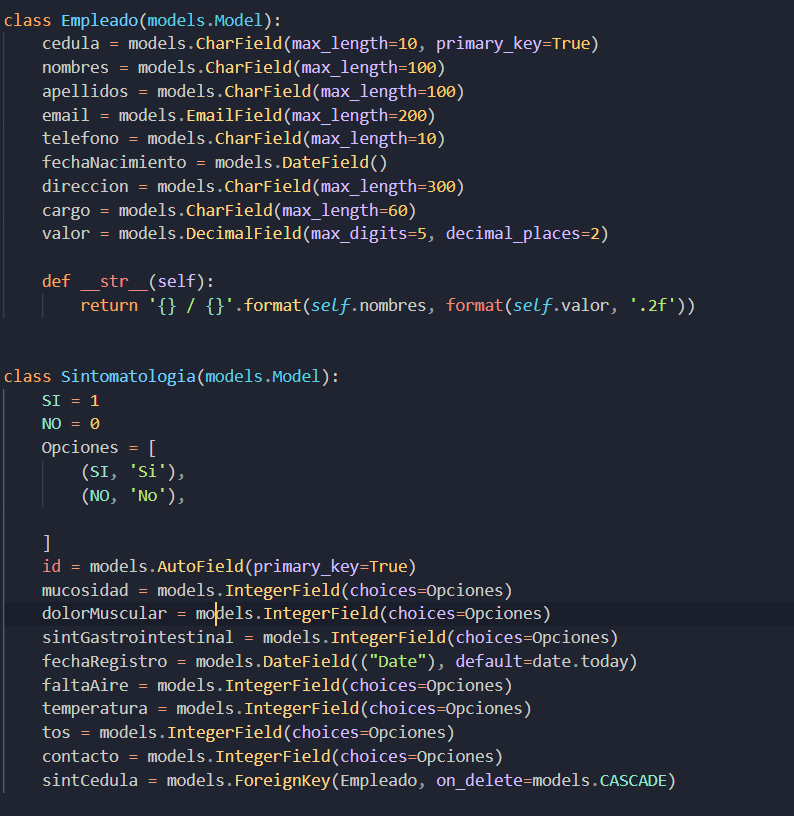 class Empleado(models.Model):
    cedula = models.CharField(max_length=10, primary_key=True)
    nombres = models.CharField(max_length=100)
    apellidos = models.CharField(max_length=100)
    email = models.EmailField(max_length=200)
    telefono = models.CharField(max_length=10)
    fechaNacimiento = models.DateField()
    direccion = models.CharField(max_length=300)
    cargo = models.CharField(max_length=60)
    valor = models.DecimalField(max_digits=5, decimal_places=2)

    def __str__(self):
        return '{} / {}'.format(self.nombres, format(self.valor, '.2f'))


class Sintomatologia(models.Model):
    SI = 1
    NO = 0
    Opciones = [
        (SI, 'Si'),
        (NO, 'No'),

    ]
    id = models.AutoField(primary_key=True)
    mucosidad = models.IntegerField(choices=Opciones)
    dolorMuscular = models.IntegerField(choices=Opciones)
    sintGastrointestinal = models.IntegerField(choices=Opciones)
    fechaRegistro = models.DateField(("Date"), default=date.today)
    faltaAire = models.IntegerField(choices=Opciones)
    temperatura = models.IntegerField(choices=Opciones)
    tos = models.IntegerField(choices=Opciones)
    contacto = models.IntegerField(choices=Opciones)
    sintCedula = models.ForeignKey(Empleado, on_delete=models.CASCADE)